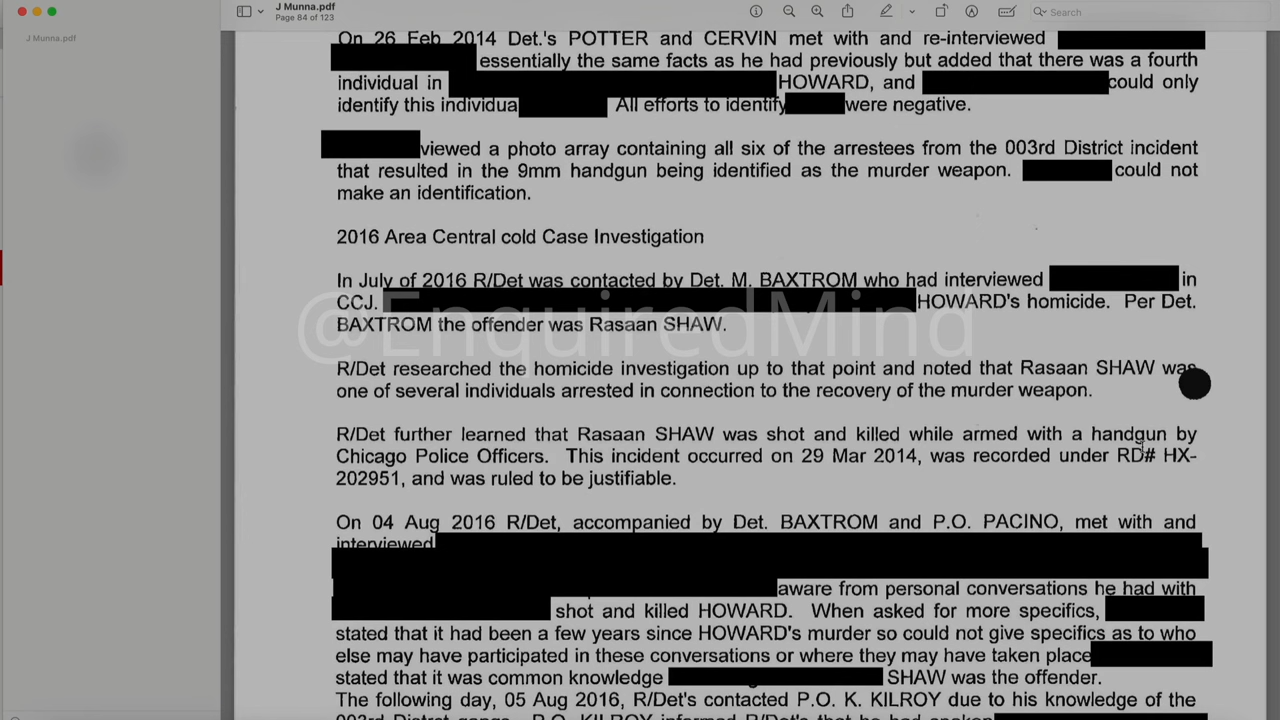 J Munna.pdf
Page 84 of 123
Search
J Munna.pdf
On 26 Feb 2014 Det.'s POTTER and CERVIN met with and re-interviewed
essentially the same facts as he had previously but added that there was a fourth
individual in HOWARD, and could only
identify this individua All efforts to identify were negative.
viewed a photo array containing all six of the arrestees from the 003rd District incident
that resulted in the 9mm handgun being identified as the murder weapon. could not
make an identification.
2016 Area Central cold Case Investigation
In July of 2016 R/Det was contacted by Det. M. BAXTROM who had interviewed in
CCJ. HOWARD's homicide. Per Det.
BAXTROM the offender was Rasaan SHAW.
@EnquiredMind
R/Det researched the homicide investigation up to that point and noted that Rasaan SHAW was
one of several individuals arrested in connection to the recovery of the murder weapon.
R/Det further learned that Rasaan SHAW was shot and killed while armed with a handgun by
Chicago Police Officers. This incident occurred on 29 Mar 2014, was recorded under RD# HX-
202951, and was ruled to be justifiable.
On 04 Aug 2016 R/Det, accompanied by Det. BAXTROM and P.O. PACINO, met with and
interviewed
aware from personal conversations he had with
shot and killed HOWARD. When asked for more specifics,
stated that it had been a few years since HOWARD's murder so could not give specifics as to who
else may have participated in these conversations or where they may have taken place
stated that it was common knowledge SHAW was the offender.
The following day, 05 Aug 2016, R/Det's contacted P.O. K. KILROY due to his knowledge of the
003rd District gangs. P.O. KILROY informed R/Det's that he had spoken